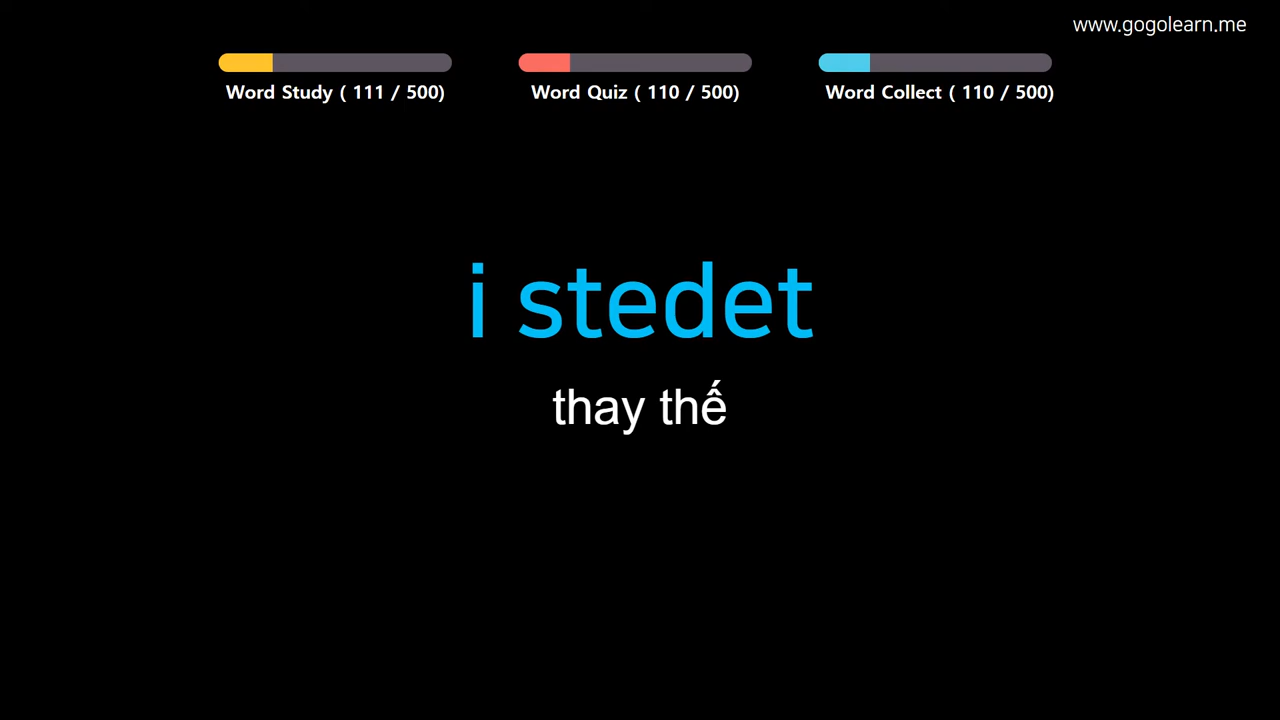 www.gogolearn.me
Word Study ( 111 / 500)
Word Quiz ( 110 / 500)
Word Collect ( 110 / 500)
i stedet
thay thế